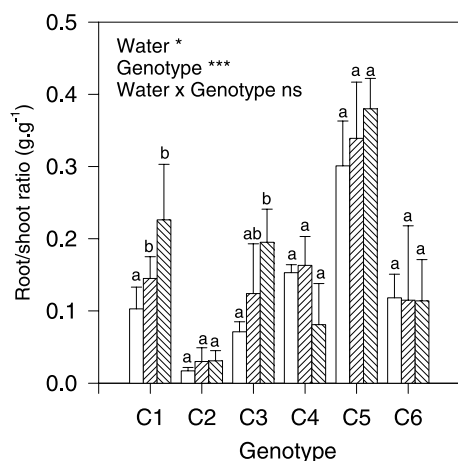 Water *
Genotype ***
Water x Genotype ns
Root/shoot ratio (g.g-1)
0.5
0.4
0.3
0.2
0.1
0.0
a b b
a a a
a ab b
a a a
a a a
a a a
C1 C2 C3 C4 C5 C6
Genotype